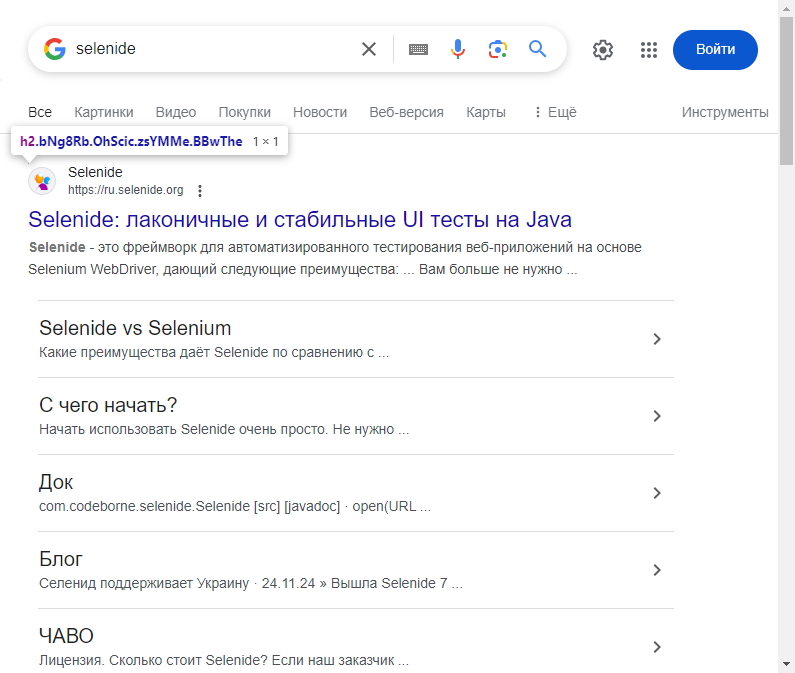 selenide
Войти
Все Картинки Видео Покупки Новости Веб-версия Карты Ещё Инструменты
h2.bNg8Rb.OhScic.zsYMMe.BBwThe 1 × 1
Selenide
https://ru.selenide.org
Selenide: лаконичные и стабильные UI тесты на Java
Selenide - это фреймворк для автоматизированного тестирования веб-приложений на основе
Selenium WebDriver, дающий следующие преимущества: ... Вам больше не нужно ...
Selenide vs Selenium
Какие преимущества даёт Selenide по сравнению с ...
С чего начать?
Начать использовать Selenide очень просто. Не нужно ...
Док
com.codeborne.selenide.Selenide [src] [javadoc] · open(URL ...
Блог
Селенид поддерживает Украину · 24.11.24 » Вышла Selenide 7 ...
ЧАВО
Лицензия. Сколько стоит Selenide? Если наш заказчик ...